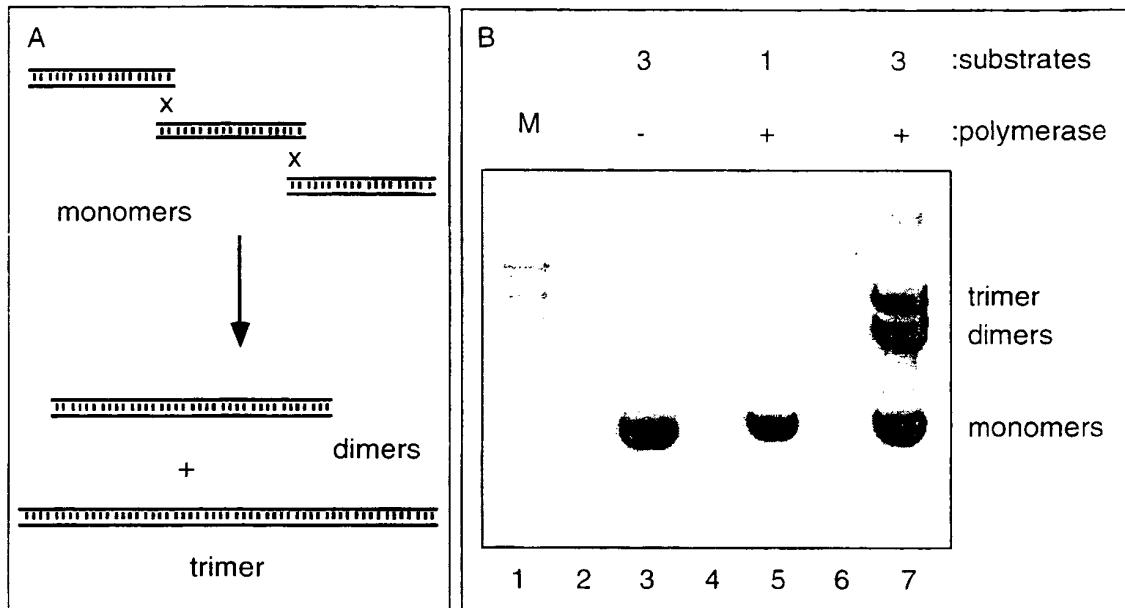 A
x
x
monomers
dimers
+
trimer
B
3 1 3 :substrates
M
- + + :polymerase
trimer
dimers
monomers
1 2 3 4 5 6 7